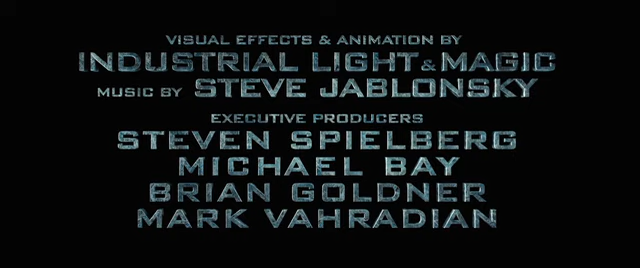 VISUAL EFFECTS & ANIMATION BY
INDUSTRIAL LIGHT & MAGIC
MUSIC BY STEVE JABLONSKY
EXECUTIVE PRODUCERS
STEVEN SPIELBERG
MICHAEL BAY
BRIAN GOLDNER
MARK VAHRADIAN